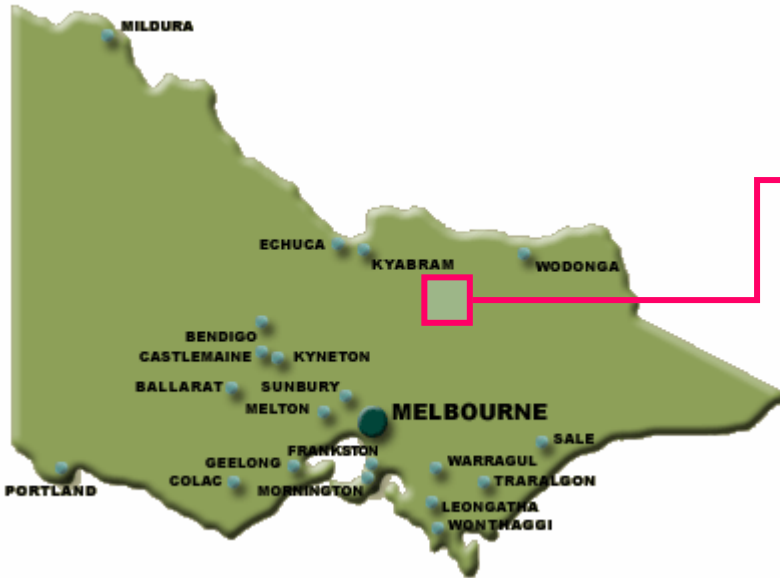 MILDURA
ECHUCA
KYABRAM
WODONGA
BENDIGO
CASTLEMAINE
KYNETON
BALLARAT
SUNBURY
MELTON
MELBOURNE
SALE
FRANKSTON
GEELONG
WARRAGUL
COLAC
MORNINGTON
TRARALGON
PORTLAND
LEONGATHA
WONTHAGGI